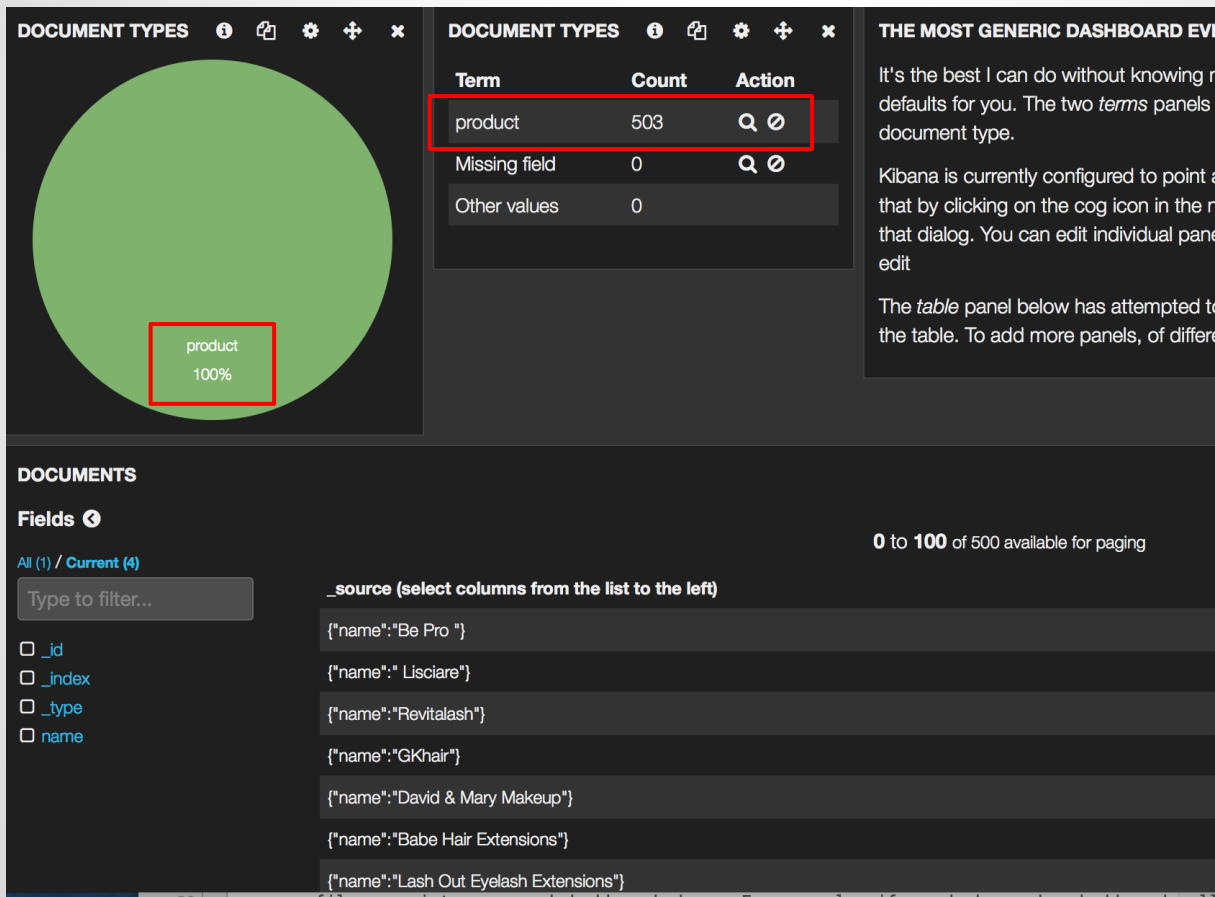 DOCUMENT TYPES
product
100%
DOCUMENT TYPES
Term Count Action
product 503
Missing field 0
Other values 0
THE MOST GENERIC DASHBOARD
It's the best I can do without knowing
defaults for you. The two terms panels
document type.
Kibana is currently configured to point
that by clicking on the cog icon in the
that dialog. You can edit individual
edit
The table panel below has attempted
the table. To add more panels, of
DOCUMENTS
Fields
All (1) / Current (4)
Type to filter...
_id
_index
_type
name
0 to 100 of 500 available for paging
_source (select columns from the list to the left)
{"name":"Be Pro "}
{"name":" Lisciare"}
{"name":"Revitalash"}
{"name":"GKhair"}
{"name":"David & Mary Makeup"}
{"name":"Babe Hair Extensions"}
{"name":"Lash Out Eyelash Extensions"}